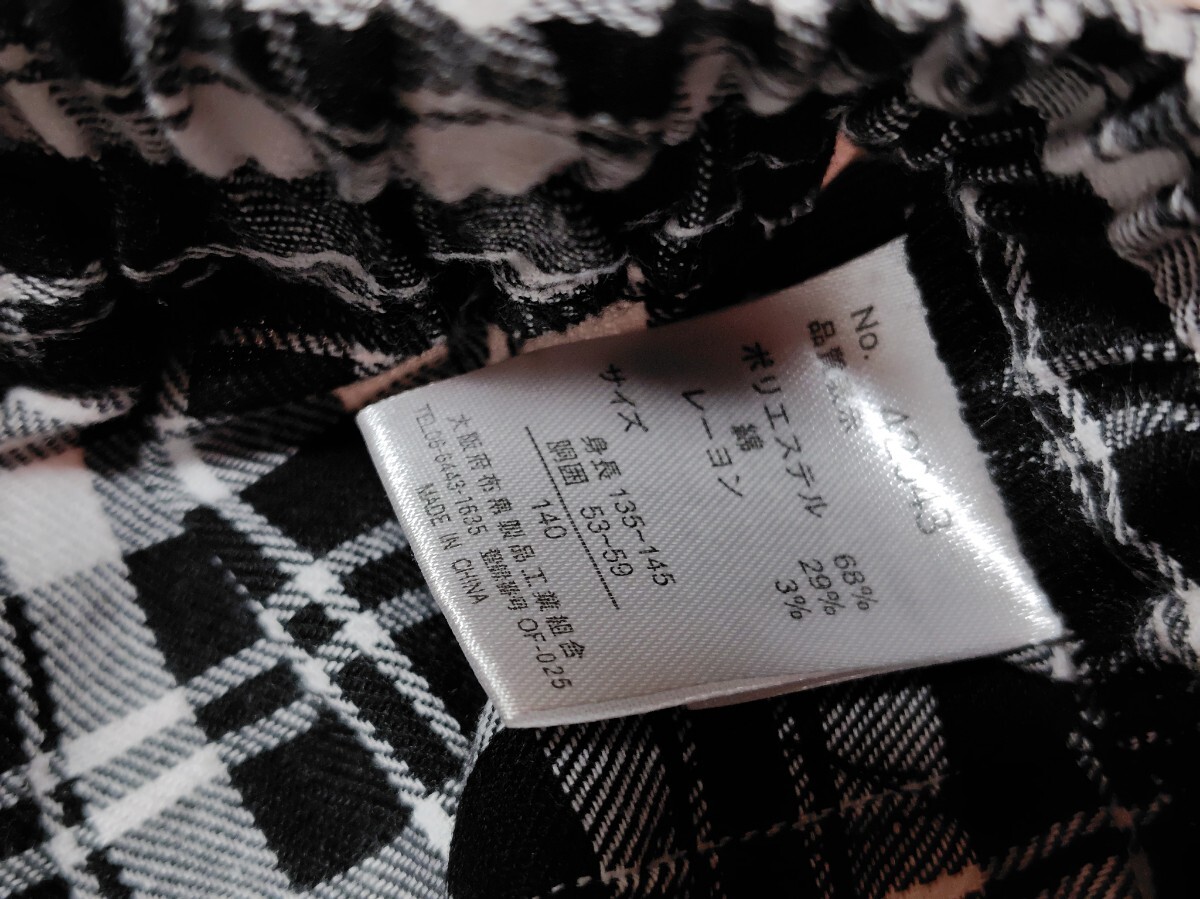 No.
品質表示
ポリエステル 68%
綿 29%
レーヨン 3%
サイズ
身長 135~145
胴囲 53~59
140
大阪府布帛製品工業組合
TEL06-6443-1635 登録番号 OF-025
MADE IN CHINA